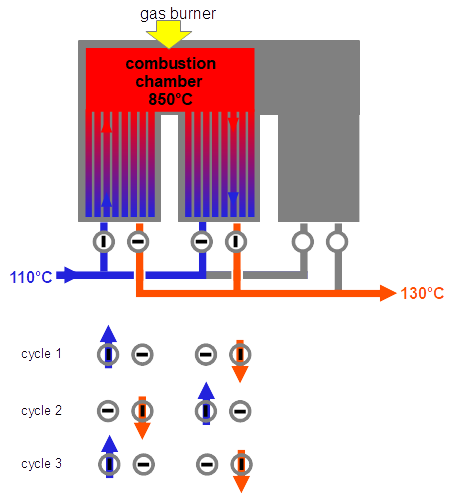 gas burner
combustion
chamber
850°C
110°C
130°C
cycle 1
cycle 2
cycle 3